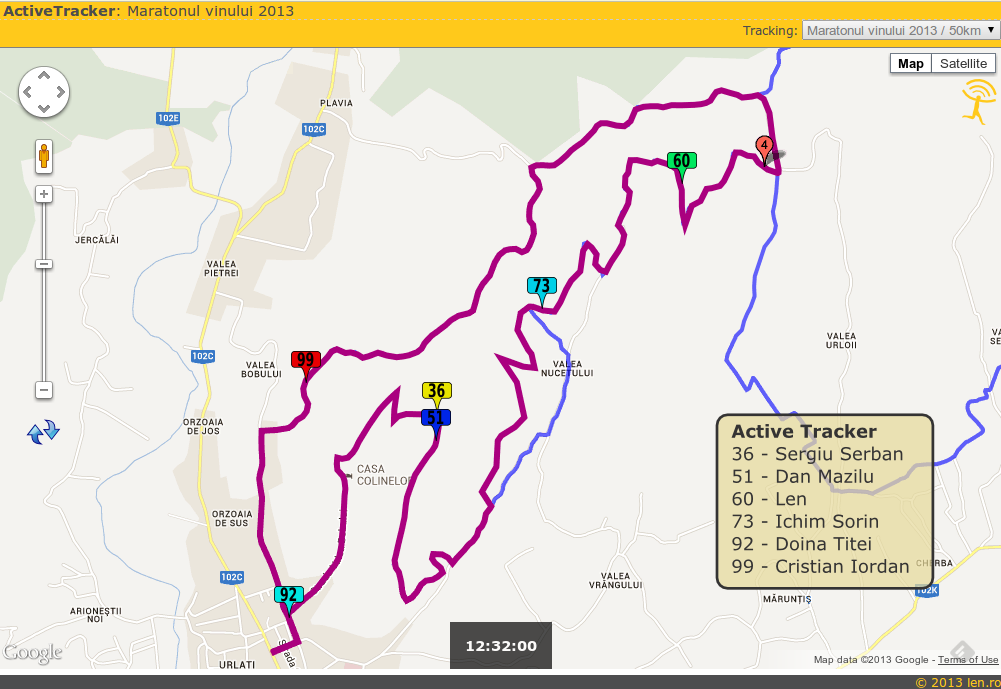 ActiveTracker: Maratonul vinului 2013
Tracking: Maratonul vinului 2013 / 50km
Map Satellite
PLAVIA
102E
102C
4
60
JERCĂLĂI
VALEA
PIETREI
73
102C
99
VALEA
BOBULUI
VALEA
NUCETULUI
VALEA
URLOII
VA
SE
36
51
ORZOAIA
DE JOS
CASA
COLINELOR
ORZOAIA
DE SUS
Active Tracker
36 - Sergiu Serban
51 - Dan Mazilu
60 - Len
73 - Ichim Sorin
92 - Doina Titei
99 - Cristian Iordan
CHERBA
102C
92
VALEA
VRÂNGULUI
102K
MĂRUNȚIȘ
ARIONEȘTII
NOI
Strada
URLATI
12:32:00
Google
Map data ©2013 Google - Terms of Use
© 2013 len.ro